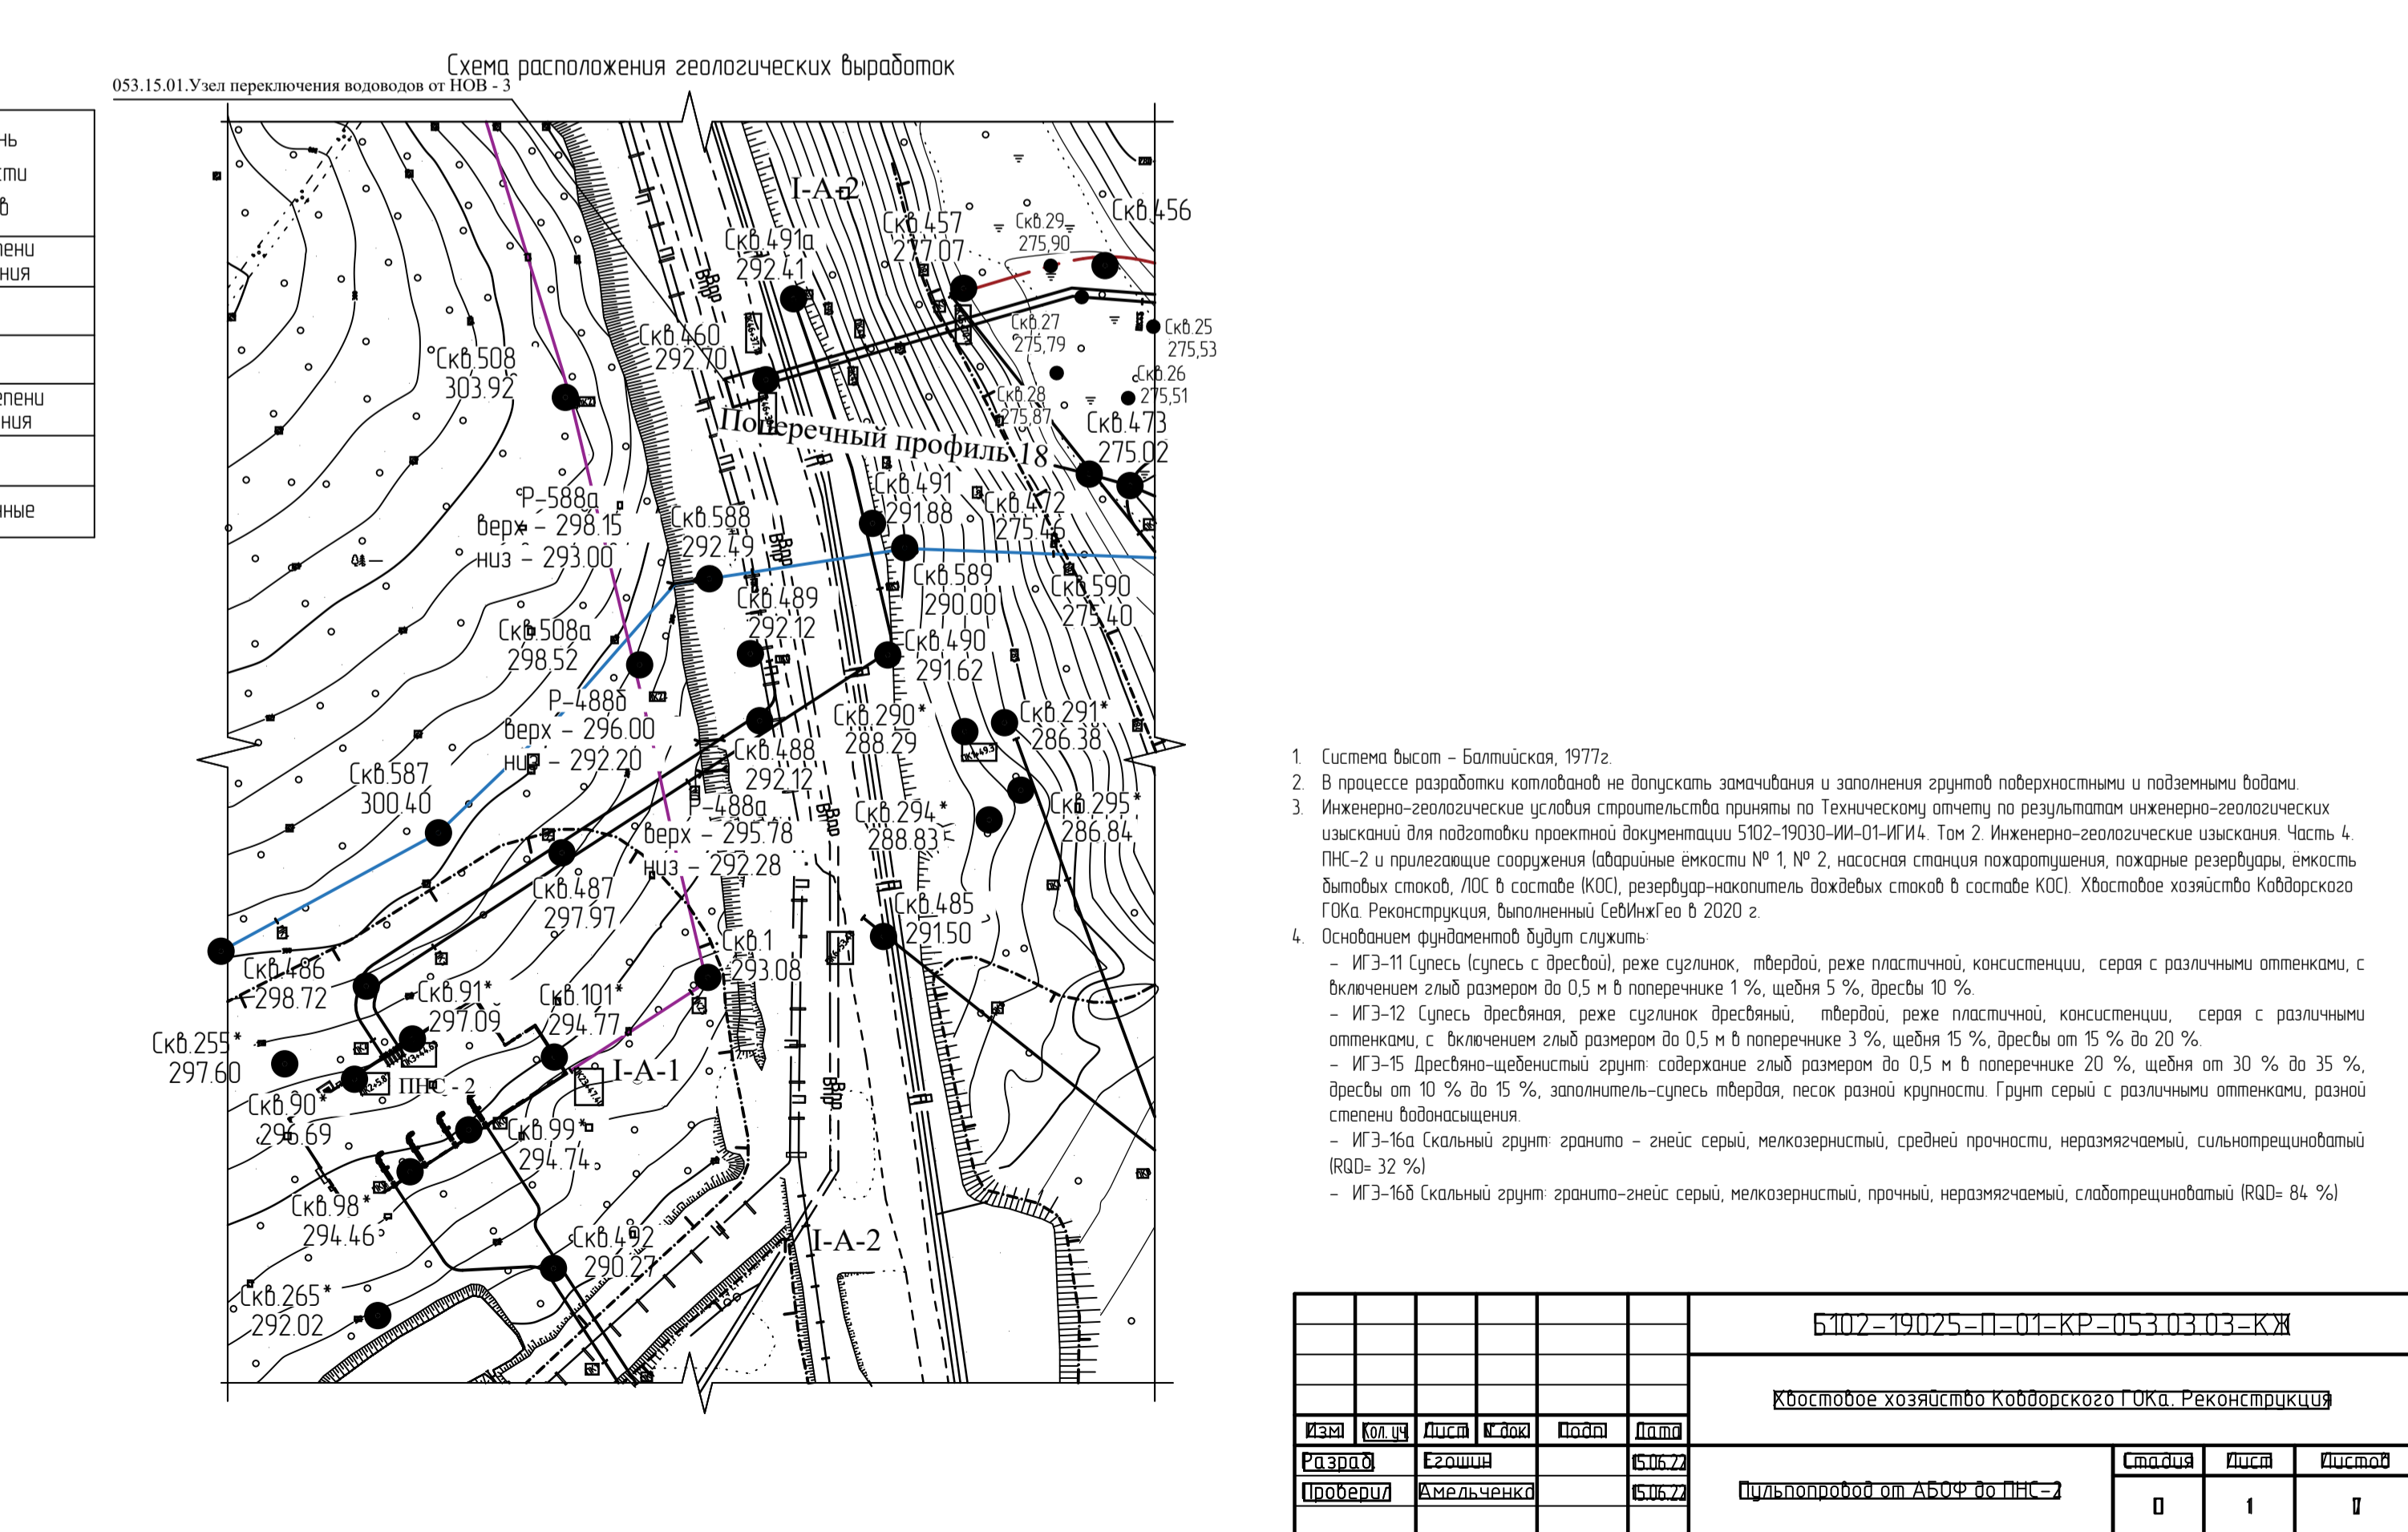 Схема расположения геологических выработок
053.15.01.Узел переключения водоводов от НОВ - 3
нь
сти
в
пени
ния
епени
ния
ные
I-А-2
Скв.457
277.07
Скв.29
275,90
Скв.456
Скв.491а
292.41
Скв.460
292.70
Скв.27
275,79
Скв.25
275,53
Скв.508
303.92
Скв.26
275,51
Скв.28
275,87
Скв.473
275.02
Поперечный профиль 18
Р-588а
верх - 298.15
низ - 293.00
Скв.588
292.49
Скв.491
291.88
Скв.472
275.46
Скв.589
290.00
Скв.590
275.40
Скв.489
292.12
Скв.508а
298.52
Скв.490
291.62
Р-488б
верх - 296.00
низ - 292.20
Скв.290*
288.29
Скв.291*
286.38
Скв.488
292.12
Скв.587
300.40
Р-488а
верх - 295.78
низ - 292.28
Скв.294*
288.83
Скв.295*
286.84
Скв.487
297.97
Скв.485
291.50
Скв.1
293.08
Скв.486
298.72
Скв.91*
297.09
Скв.101*
294.77
Скв.255*
297.60
I-А-1
ПНС - 2
Скв.90*
296.69
Скв.99*
294.74
Скв.98*
294.46
Скв.492
290.27
I-А-2
Скв.265*
292.02
Впр
Впр
Впр
Впр
Впр
Впр
Впр
Впр
1. Система высот - Балтийская, 1977г.
2. В процессе разработки котлованов не допускать замачивания и заполнения грунтов поверхностными и подземными водами.
3. Инженерно-геологические условия строительства приняты по Техническому отчету по результатам инженерно-геологических
изысканий для подготовки проектной документации 5102-19030-ИИ-01-ИГИ4. Том 2. Инженерно-геологические изыскания. Часть 4.
ПНС-2 и прилегающие сооружения (аварийные ёмкости № 1, № 2, насосная станция пожаротушения, пожарные резервуары, ёмкость
бытовых стоков, ЛОС в составе (КОС), резервуар-накопитель дождевых стоков в составе КОС). Хвостовое хозяйство Ковдорского
ГОКа. Реконструкция, выполненный СевИнжГео в 2020 г.
4. Основанием фундаментов будут служить:
- ИГЭ-11 Супесь (супесь с дресвой), реже суглинок, твердой, реже пластичной, консистенции, серая с различными оттенками, с
включением глыб размером до 0,5 м в поперечнике 1 %, щебня 5 %, дресвы 10 %.
- ИГЭ-12 Супесь дресвяная, реже суглинок дресвяный, твердой, реже пластичной, консистенции, серая с различными
оттенками, с включением глыб размером до 0,5 м в поперечнике 3 %, щебня 15 %, дресвы от 15 % до 20 %.
- ИГЭ-15 Дресвяно-щебенистый грунт: содержание глыб размером до 0,5 м в поперечнике 20 %, щебня от 30 % до 35 %,
дресвы от 10 % до 15 %, заполнитель-супесь твердая, песок разной крупности. Грунт серый с различными оттенками, разной
степени водонасыщения.
- ИГЭ-16а Скальный грунт: гранито - гнейс серый, мелкозернистый, средней прочности, неразмягчаемый, сильнотрещиноватый
(RQD= 32 %)
- ИГЭ-16б Скальный грунт: гранито-гнейс серый, мелкозернистый, прочный, неразмягчаемый, слаботрещиноватый (RQD= 84 %)
Б102-19025-П-01-КР-053.03.03-КЖ
Хвостовое хозяйство Ковдорского ГОКа. Реконструкция
Изм. Кол. уч. Лист № док. Подп. Дата
Разраб. Егошин 15.06.22
Проверил Амельченко 15.06.22
Пульпопровод от АБОФ до ПНС-2
Стадия Лист Листов
П 1 7